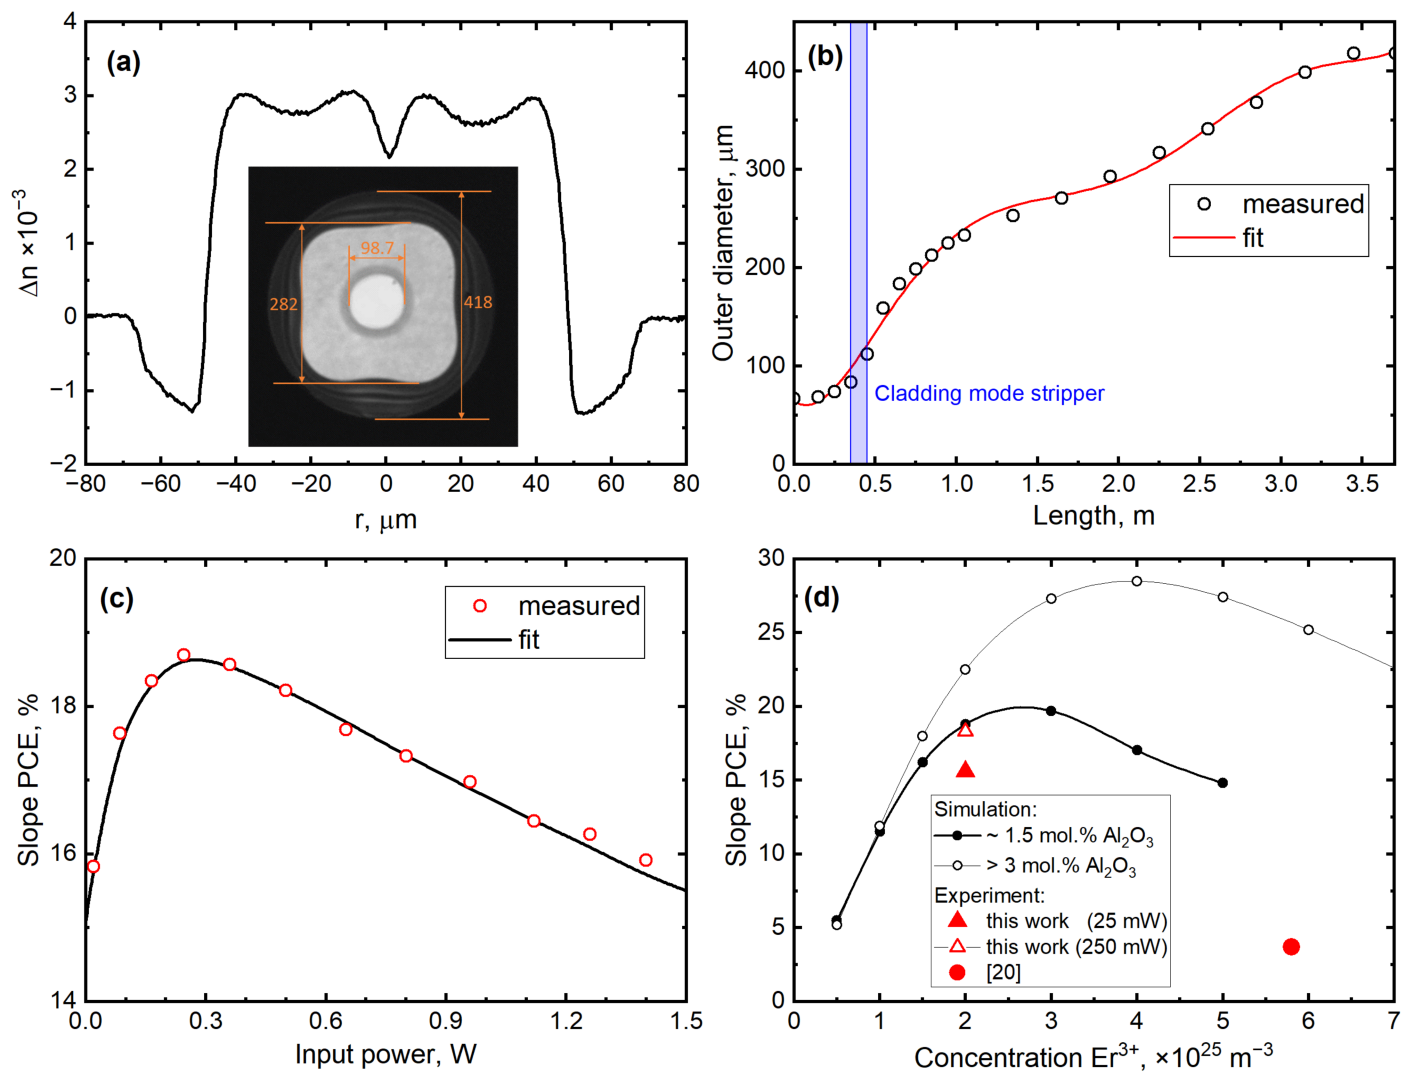 (a)
Δn ×10⁻³
4
3
2
1
0
−1
−2
98.7
282
418
−80
−60
−40
−20
0
20
40
60
80
r, μm
(b)
Outer diameter, μm
400
300
200
100
0
measured
fit
Cladding mode stripper
0.0
0.5
1.0
1.5
2.0
2.5
3.0
3.5
Length, m
(c)
Slope PCE, %
20
18
16
14
measured
fit
0.0
0.3
0.6
0.9
1.2
1.5
Input power, W
(d)
Slope PCE, %
30
25
20
15
10
5
0
Simulation:
~ 1.5 mol.% Al₂O₃
> 3 mol.% Al₂O₃
Experiment:
this work (25 mW)
this work (250 mW)
[20]
0
1
2
3
4
5
6
7
Concentration Er³⁺, ×10²⁵ m⁻³